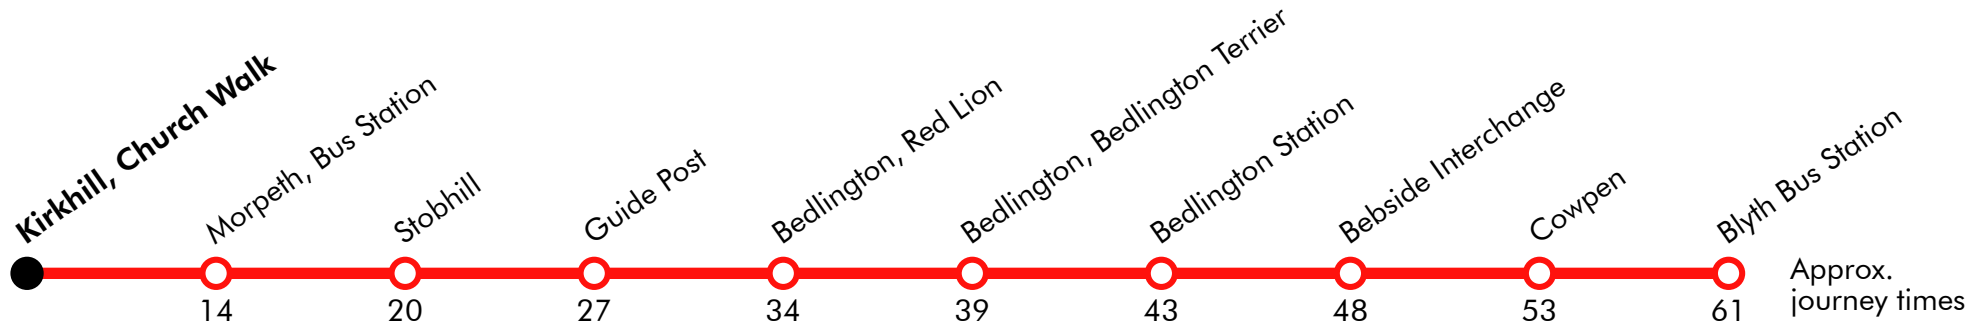 Kirkhill, Church Walk
Morpeth, Bus Station
Stobhill
Guide Post
Bedlington, Red Lion
Bedlington, Bedlington Terrier
Bedlington Station
Bebside Interchange
Cowpen
Blyth Bus Station
14
20
27
34
39
43
48
53
61
Approx.
journey times